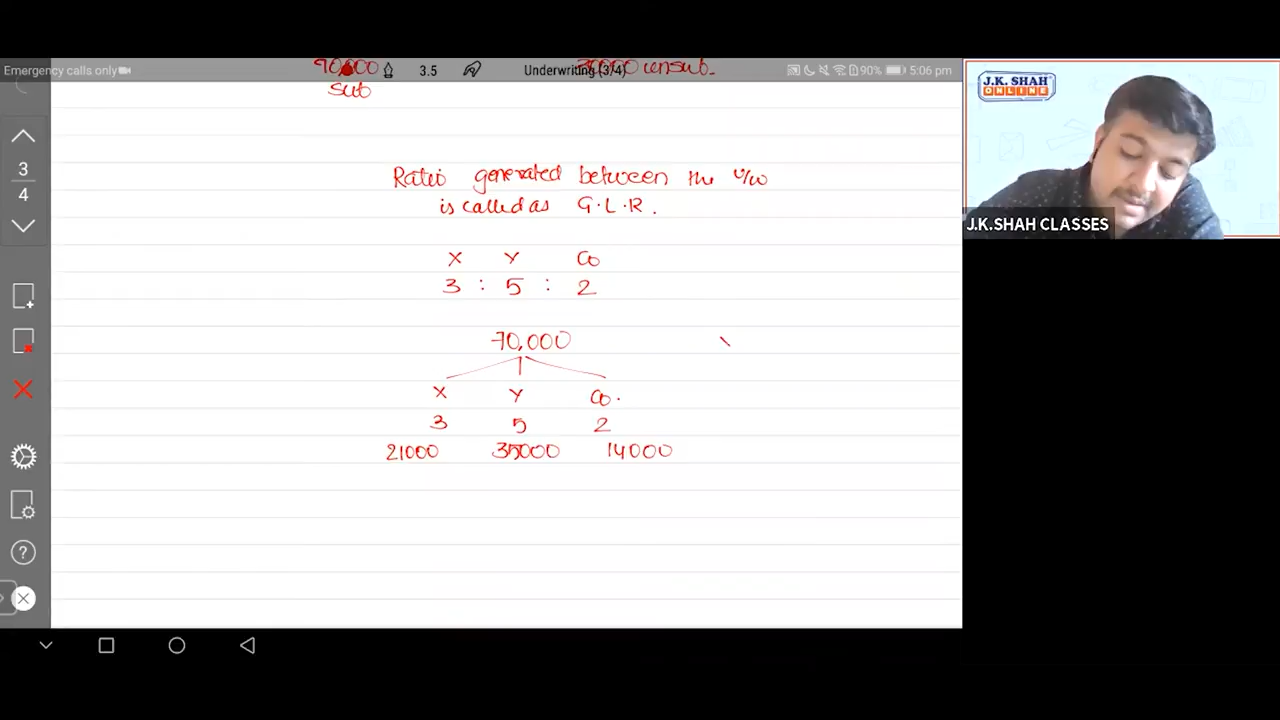 Emergency calls only
3.5
Underwriting (3/4)
90%
5:06 pm
sub
unsub.
3
4
Ratio generated between the U/W
is called as G.L.R.
X Y Co
3 : 5 : 2
70,000
X Y Co.
3 5 2
21000 35000 14000
J.K. SHAH
ONLINE
J.K.SHAH CLASSES